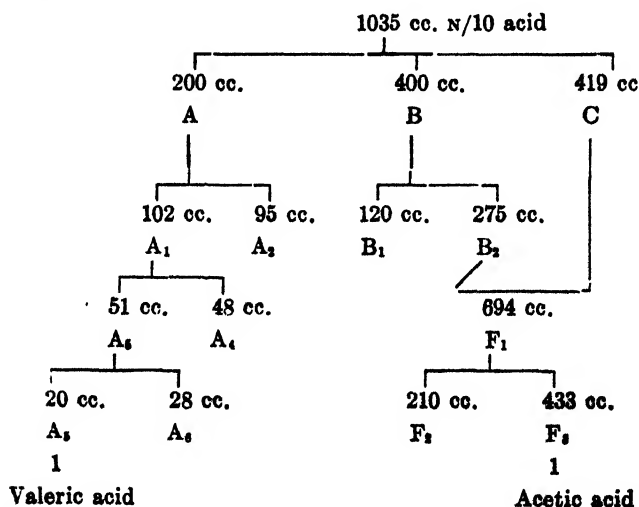 1035 cc. N/10 acid
200 cc. 400 cc. 419 cc
A B C
102 cc. 95 cc. 120 cc. 275 cc.
A₁ A₂ B₁ B₂
51 cc. 48 cc. 694 cc.
A₅ A₄ F₁
20 cc. 28 cc. 210 cc. 433 cc.
A₅ A₆ F₂ F₃
1 1
Valeric acid Acetic acid